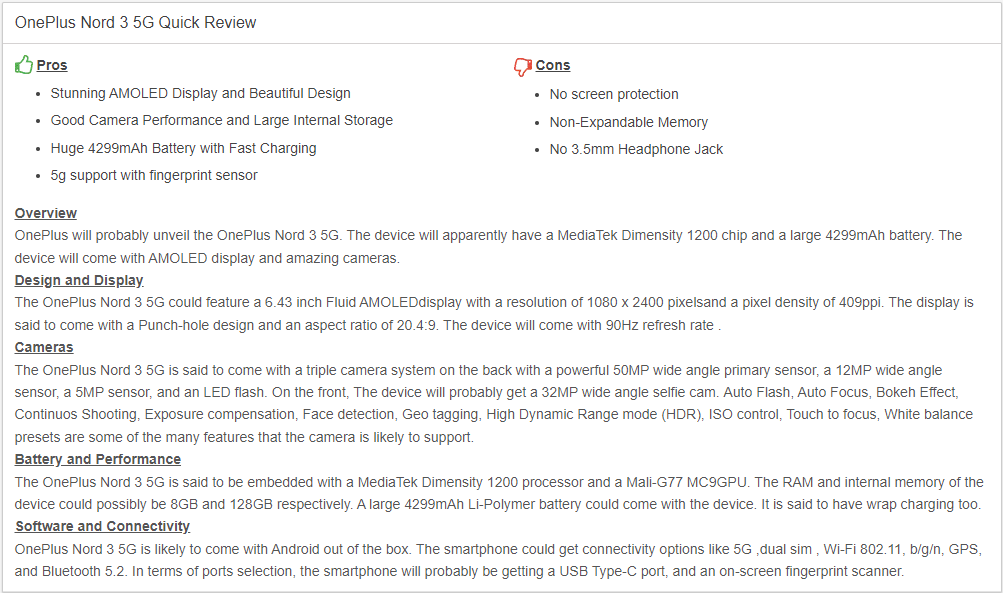 OnePlus Nord 3 5G Quick Review
Pros
Stunning AMOLED Display and Beautiful Design
Good Camera Performance and Large Internal Storage
Huge 4299mAh Battery with Fast Charging
5g support with fingerprint sensor
Cons
No screen protection
Non-Expandable Memory
No 3.5mm Headphone Jack
Overview
OnePlus will probably unveil the OnePlus Nord 3 5G. The device will apparently have a MediaTek Dimensity 1200 chip and a large 4299mAh battery. The
device will come with AMOLED display and amazing cameras.
Design and Display
The OnePlus Nord 3 5G could feature a 6.43 inch Fluid AMOLEDdisplay with a resolution of 1080 x 2400 pixelsand a pixel density of 409ppi. The display is
said to come with a Punch-hole design and an aspect ratio of 20.4:9. The device will come with 90Hz refresh rate .
Cameras
The OnePlus Nord 3 5G is said to come with a triple camera system on the back with a powerful 50MP wide angle primary sensor, a 12MP wide angle
sensor, a 5MP sensor, and an LED flash. On the front, The device will probably get a 32MP wide angle selfie cam. Auto Flash, Auto Focus, Bokeh Effect,
Continuos Shooting, Exposure compensation, Face detection, Geo tagging, High Dynamic Range mode (HDR), ISO control, Touch to focus, White balance
presets are some of the many features that the camera is likely to support.
Battery and Performance
The OnePlus Nord 3 5G is said to be embedded with a MediaTek Dimensity 1200 processor and a Mali-G77 MC9GPU. The RAM and internal memory of the
device could possibly be 8GB and 128GB respectively. A large 4299mAh Li-Polymer battery could come with the device. It is said to have wrap charging too.
Software and Connectivity
OnePlus Nord 3 5G is likely to come with Android out of the box. The smartphone could get connectivity options like 5G ,dual sim , Wi-Fi 802.11, b/g/n, GPS,
and Bluetooth 5.2. In terms of ports selection, the smartphone will probably be getting a USB Type-C port, and an on-screen fingerprint scanner.